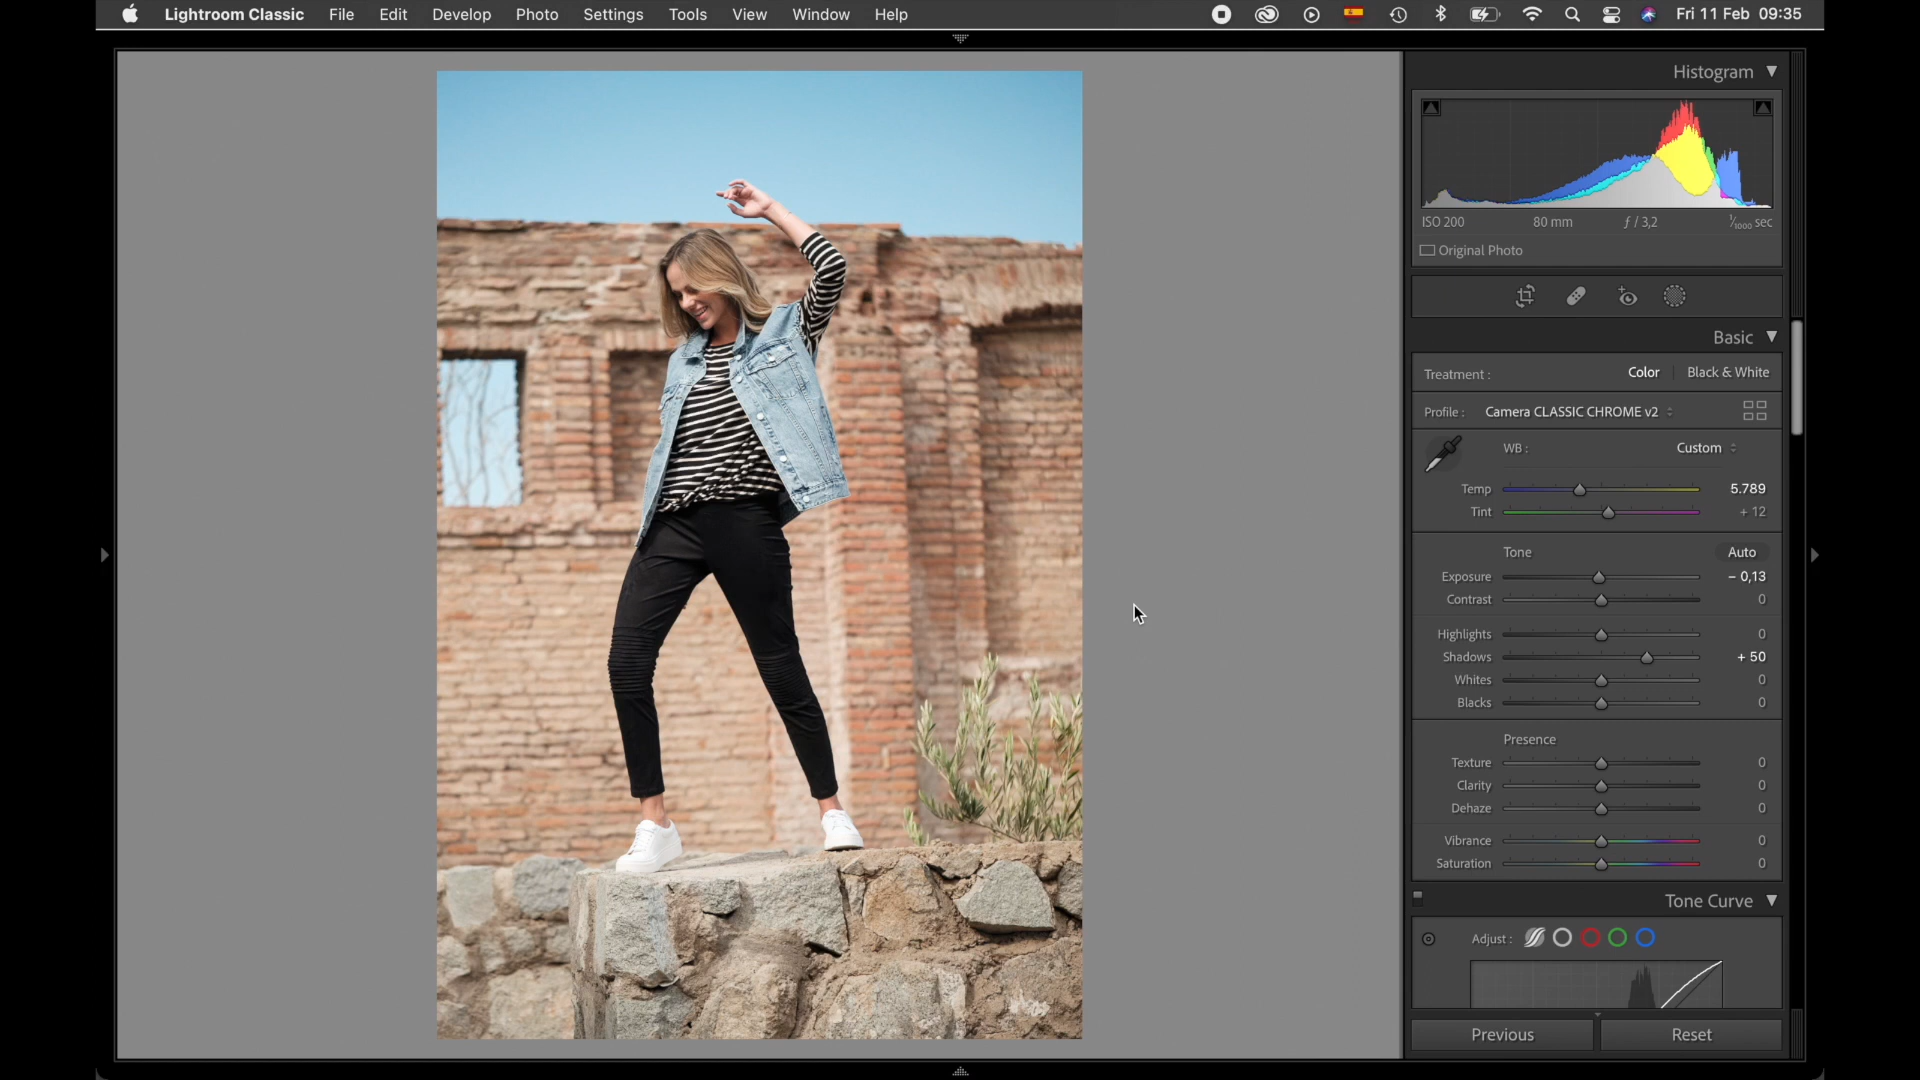 Lightroom Classic File Edit Develop Photo Settings Tools View Window Help Fri 11 Feb 09:35
Histogram
ISO 200 80 mm ƒ / 3,2 1/1000 sec
Original Photo
Basic
Treatment : Color Black & White
Profile : Camera CLASSIC CHROME v2
WB : Custom
Temp 5.789
Tint + 12
Tone Auto
Exposure – 0,13
Contrast 0
Highlights 0
Shadows + 50
Whites 0
Blacks 0
Presence
Texture 0
Clarity 0
Dehaze 0
Vibrance 0
Saturation 0
Tone Curve
Adjust :
Previous Reset